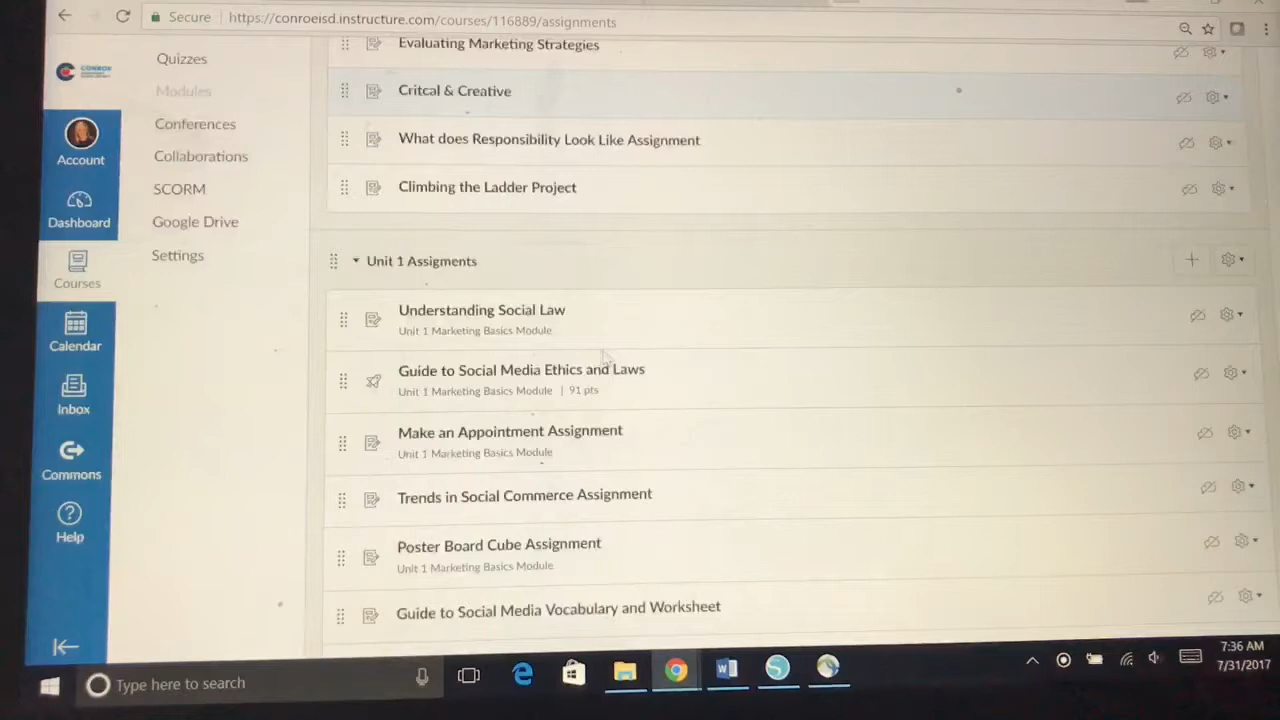 Secure
https://conroeisd.instructure.com/courses/116889/assignments
Quizzes
Modules
Conferences
Collaborations
SCORM
Google Drive
Settings
CONROE
Account
Dashboard
Courses
Calendar
Inbox
Commons
Help
Evaluating Marketing Strategies
Critcal & Creative
What does Responsibility Look Like Assignment
Climbing the Ladder Project
Unit 1 Assigments
Understanding Social Law
Unit 1 Marketing Basics Module
Guide to Social Media Ethics and Laws
Unit 1 Marketing Basics Module | 91 pts
Make an Appointment Assignment
Unit 1 Marketing Basics Module
Trends in Social Commerce Assignment
Poster Board Cube Assignment
Unit 1 Marketing Basics Module
Guide to Social Media Vocabulary and Worksheet
Type here to search
7:36 AM
7/31/2017